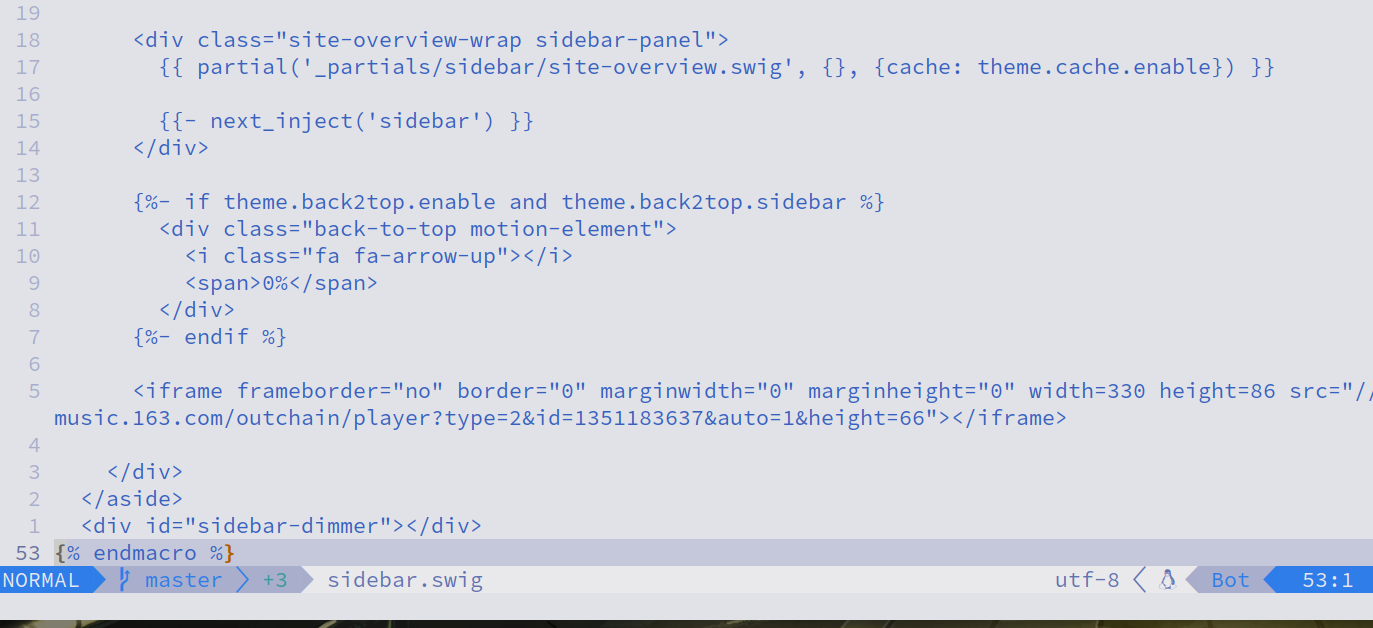 19
18 <div class="site-overview-wrap sidebar-panel">
17 {{ partial('_partials/sidebar/site-overview.swig', {}, {cache: theme.cache.enable}) }}
16
15 {{- next_inject('sidebar') }}
14 </div>
13
12 {%- if theme.back2top.enable and theme.back2top.sidebar %}
11 <div class="back-to-top motion-element">
10 <i class="fa fa-arrow-up"></i>
9 <span>0%</span>
8 </div>
7 {%- endif %}
6
5 <iframe frameborder="no" border="0" marginwidth="0" marginheight="0" width=330 height=86 src="//
music.163.com/outchain/player?type=2&id=1351183637&auto=1&height=66"></iframe>
4
3 </div>
2 </aside>
1 <div id="sidebar-dimmer"></div>
53 {% endmacro %}
NORMAL master +3 sidebar.swig utf-8 Bot 53:1